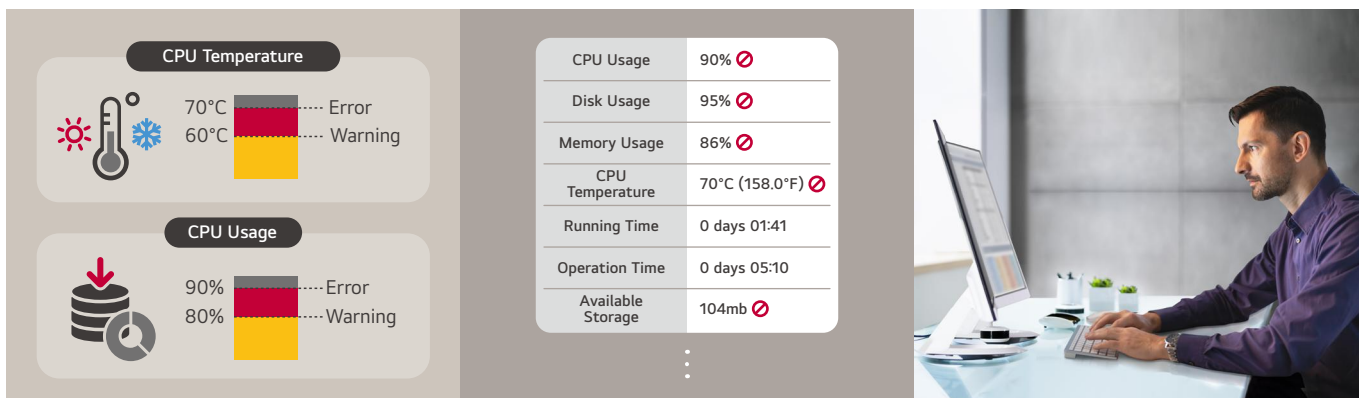 CPU Temperature
70°C Error
60°C Warning
CPU Usage
90% Error
80% Warning
CPU Usage 90%
Disk Usage 95%
Memory Usage 86%
CPU
Temperature 70°C (158.0°F)
Running Time 0 days 01:41
Operation Time 0 days 05:10
Available
Storage 104mb